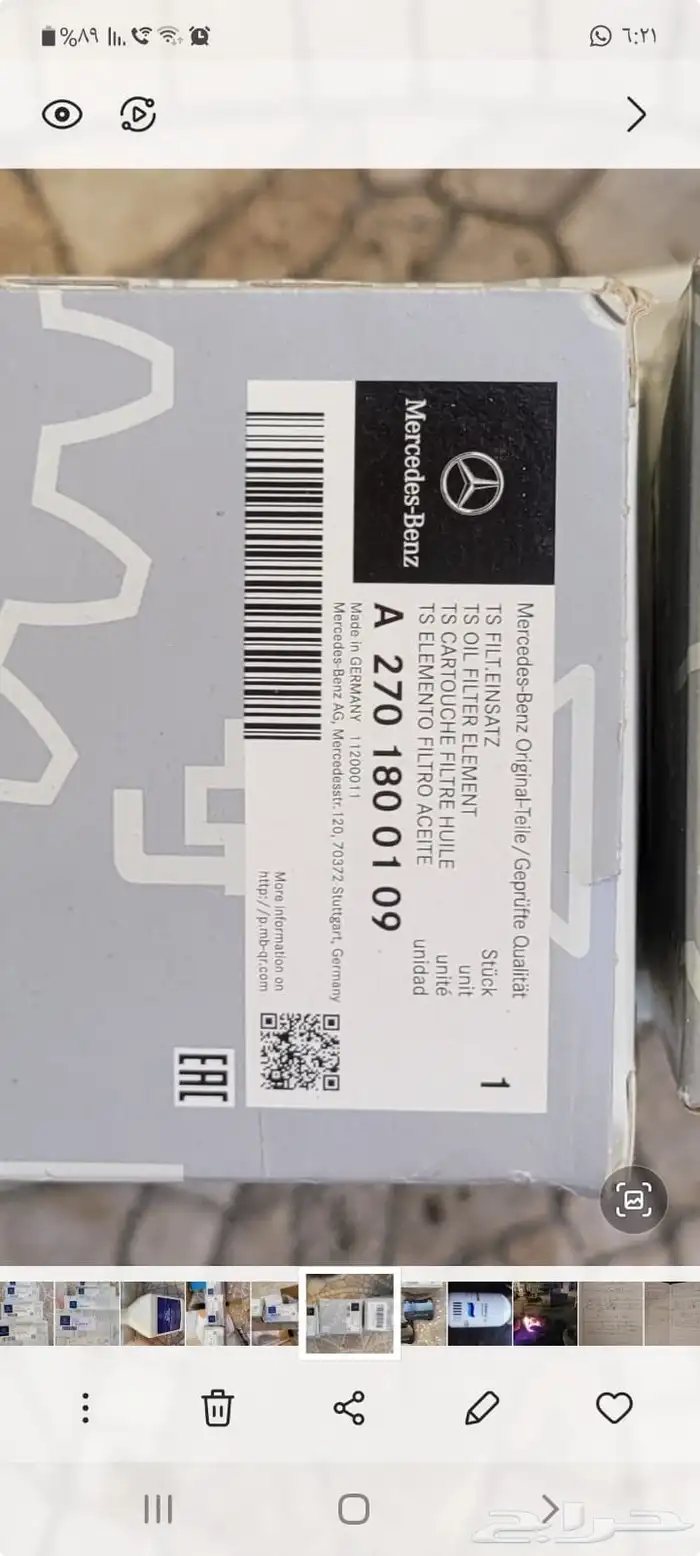 ٦:٢١
%٨٩
Mercedes-Benz
Mercedes-Benz Original-Teile/Geprüfte Qualität
TS FILT.EINSATZ Stück 1
TS OIL FILTER ELEMENT unit
TS CARTOUCHE FILTRE HUILE unité
TS ELEMENTO FILTRO ACEITE unidad
A 270 180 01 09
Made in GERMANY 11200011
Mercedes-Benz AG, Mercedesstr.120, 70372 Stuttgart, Germany
More information on
http://p.mb-qr.com
EAC
حراج